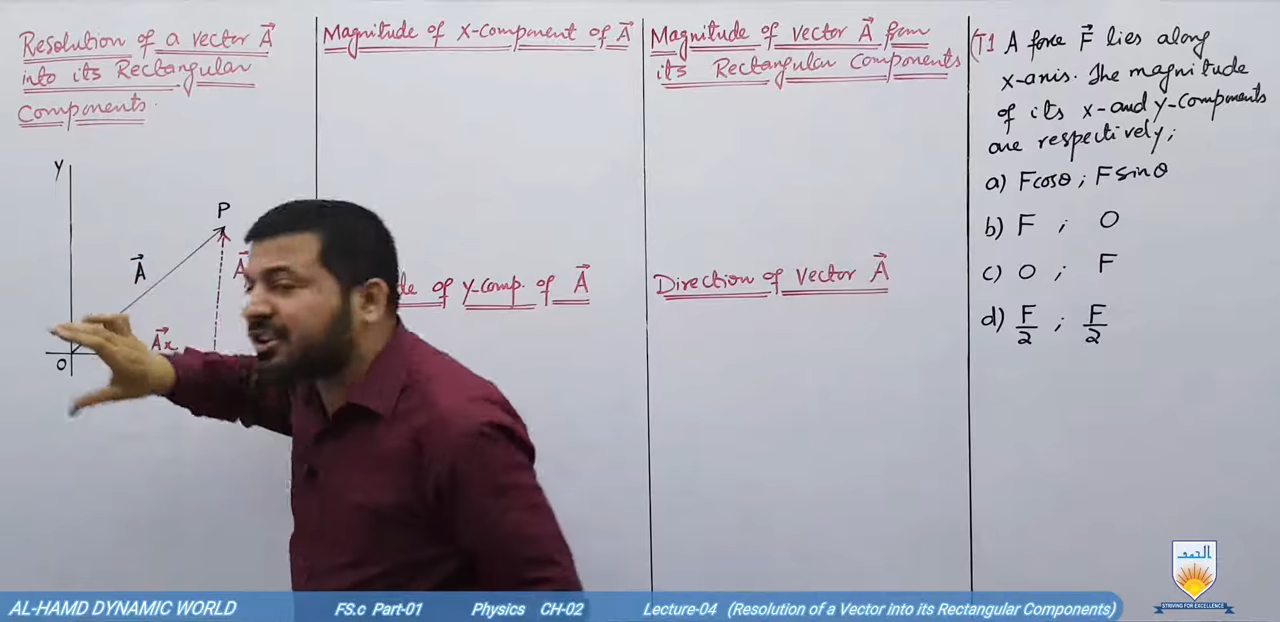 Resolution of a vector A⃗
into its Rectangular
Components.
Y
P
A⃗
A⃗x
O
Magnitude of x-Component of A⃗
of y-comp. of A⃗
Magnitude of vector A⃗ from
its Rectangular Components
Direction of vector A⃗
(T1 A force F⃗ lies along
x-axis. The magnitude
of its x- and y-Components
are respectively;
a) Fcosθ ; Fsinθ
b) F ; O
c) O ; F
d) F/2 ; F/2
الحمد
STRIVING FOR EXCELLENCE
AL-HAMD DYNAMIC WORLD FS.c Part-01 Physics CH-02 Lecture-04 (Resolution of a Vector into its Rectangular Components)